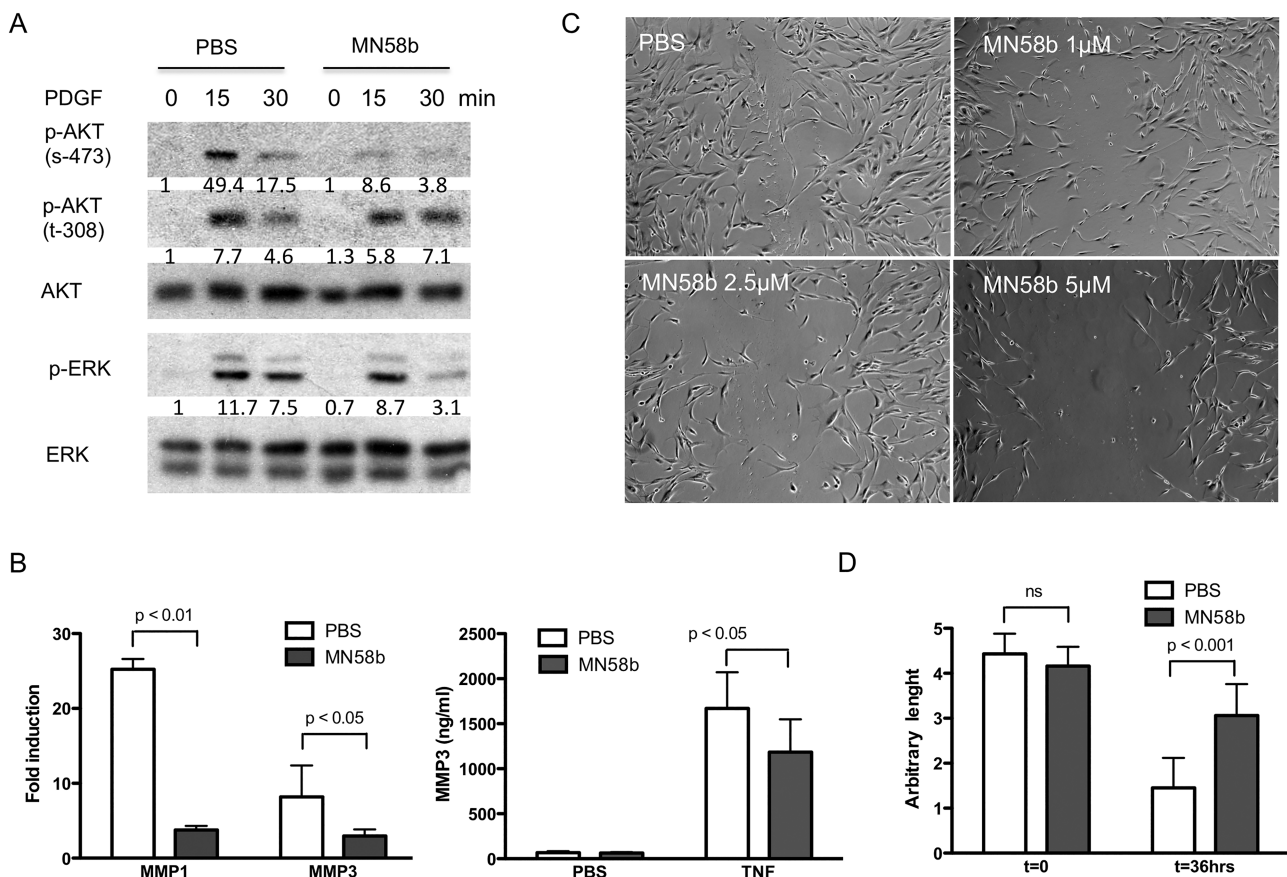 A
PBS MN58b
PDGF 0 15 30 0 15 30 min
p-AKT
(s-473)
1 49.4 17.5 1 8.6 3.8
p-AKT
(t-308)
1 7.7 4.6 1.3 5.8 7.1
AKT
p-ERK
1 11.7 7.5 0.7 8.7 3.1
ERK
C
PBS
MN58b 1µM
MN58b 2.5µM
MN58b 5µM
B
Fold induction
30
20
10
0
p < 0.01
p < 0.05
PBS
MN58b
MMP1 MMP3
MMP3 (ng/ml)
2500
2000
1500
1000
500
0
PBS
MN58b
p < 0.05
PBS TNF
D
Arbitrary lenght
5
4
3
2
1
0
ns
PBS
MN58b
p < 0.001
t=0 t=36hrs